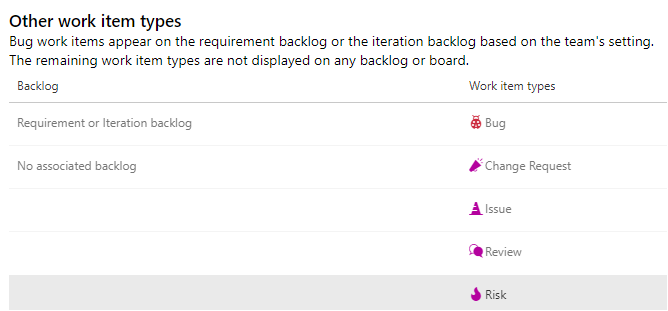 Other work item types
Bug work items appear on the requirement backlog or the iteration backlog based on the team's setting.
The remaining work item types are not displayed on any backlog or board.
Backlog Work item types
Requirement or Iteration backlog Bug
No associated backlog Change Request
Issue
Review
Risk